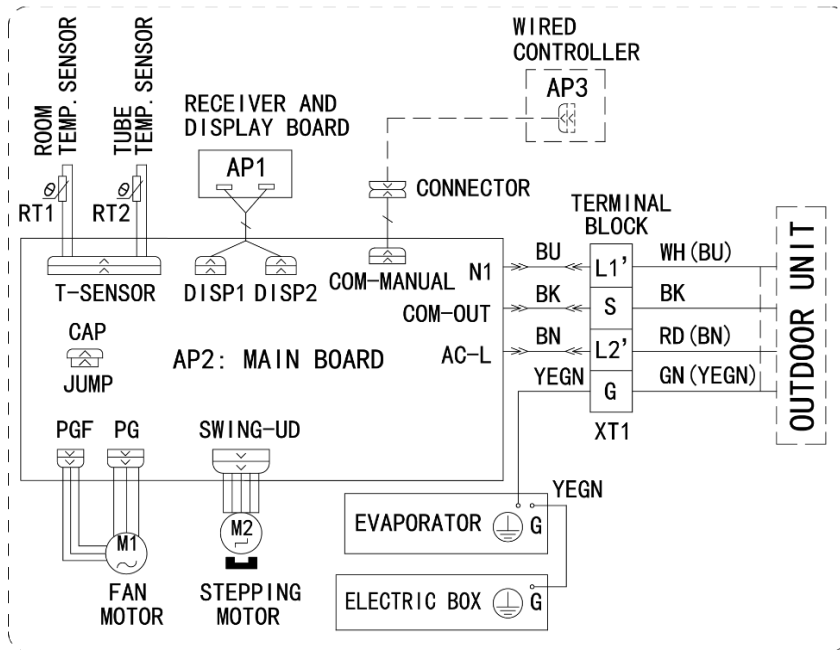 ROOM
TEMP. SENSOR
TUBE
TEMP. SENSOR
RT1
RT2
RECEIVER AND
DISPLAY BOARD
AP1
WIRED
CONTROLLER
AP3
CONNECTOR
TERMINAL
BLOCK
T-SENSOR
DISP1
DISP2
COM-MANUAL
N1
BU
L1'
WH(BU)
COM-OUT
BK
S
BK
AC-L
BN
L2'
RD(BN)
YEGN
G
GN(YEGN)
XT1
OUTDOOR UNIT
CAP
JUMP
AP2: MAIN BOARD
PGF
PG
SWING-UD
M1
FAN
MOTOR
M2
STEPPING
MOTOR
YEGN
EVAPORATOR
G
ELECTRIC BOX
G